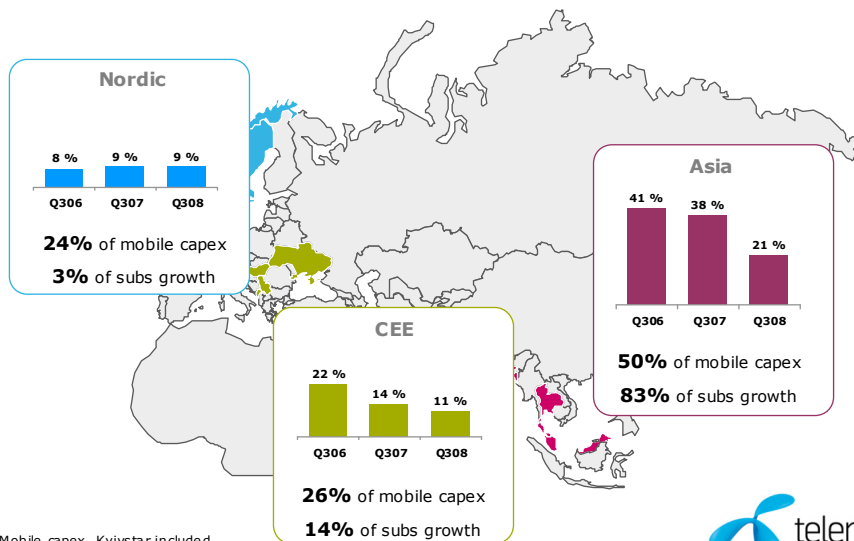 Nordic
8 % 9 % 9 %
Q306 Q307 Q308
24% of mobile capex
3% of subs growth
Asia
41 % 38 % 21 %
Q306 Q307 Q308
50% of mobile capex
83% of subs growth
CEE
22 % 14 % 11 %
Q306 Q307 Q308
26% of mobile capex
14% of subs growth
Mobile capex, Kyivstar included